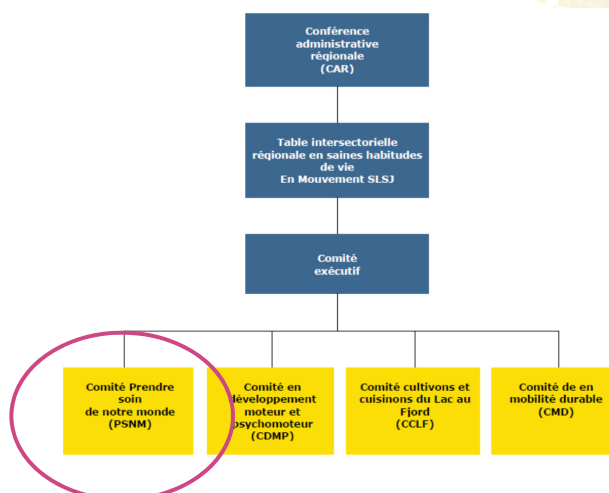 Conférence
administrative
régionale
(CAR)
Table intersectorielle
régionale en saines habitudes
de vie
En Mouvement SLSJ
Comité
exécutif
Comité Prendre
soin
de notre monde
(PSNM)
Comité en
développement
moteur et
psychomoteur
(CDMP)
Comité cultivons et
cuisinons du Lac au
Fjord
(CCLF)
Comité de en
mobilité durable
(CMD)